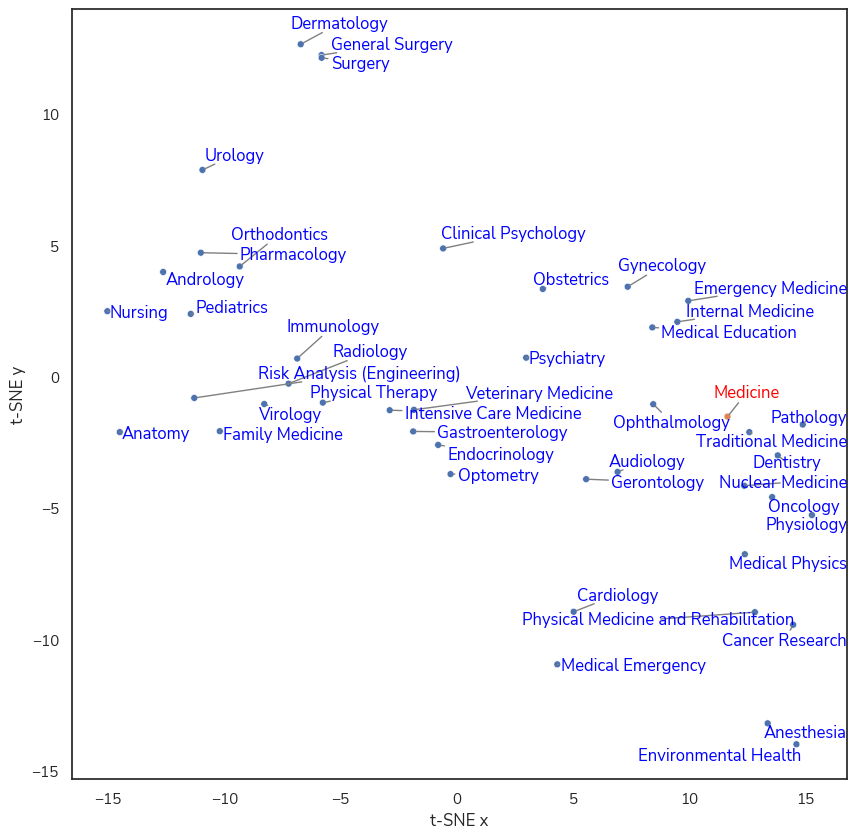 Dermatology
General Surgery
Surgery
10
Urology
Orthodontics
Clinical Psychology
5
Pharmacology
Gynecology
Andrology
Obstetrics
Emergency Medicine
Nursing
Pediatrics
Internal Medicine
Immunology
Medical Education
Radiology
Psychiatry
0
Risk Analysis (Engineering)
Physical Therapy
Veterinary Medicine
Medicine
Virology
Intensive Care Medicine
Ophthalmology
Pathology
Anatomy
Family Medicine
Gastroenterology
Traditional Medicine
Endocrinology
Audiology
Dentistry
Optometry
Gerontology
Nuclear Medicine
−5
Oncology
Physiology
Medical Physics
Cardiology
Physical Medicine and Rehabilitation
−10
Cancer Research
Medical Emergency
Anesthesia
Environmental Health
−15
−15
−10
−5
0
5
10
15
t-SNE x
t-SNE y